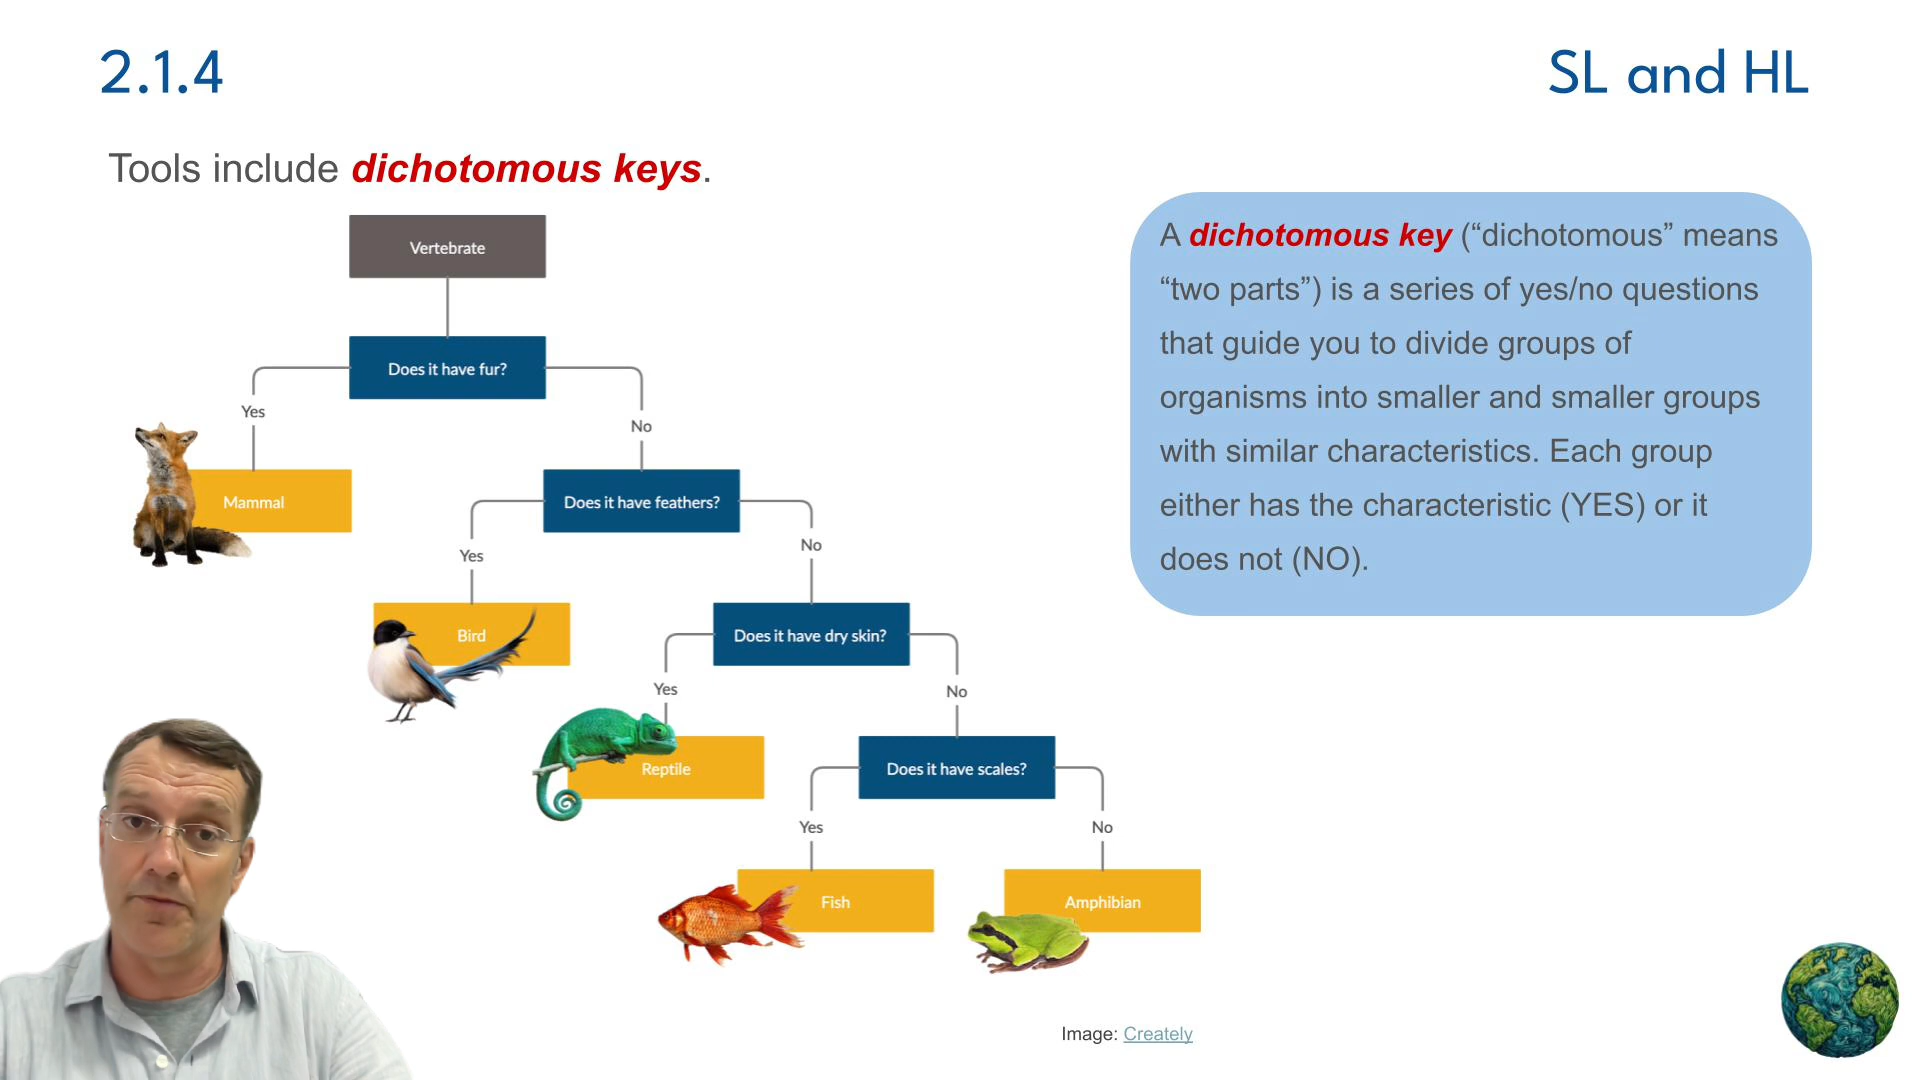 2.1.4
SL and HL
Tools include dichotomous keys.
Vertebrate
Does it have fur?
Yes
No
Mammal
Does it have feathers?
Yes
No
Bird
Does it have dry skin?
Yes
No
Reptile
Does it have scales?
Yes
No
Fish
Amphibian
A dichotomous key (“dichotomous” means
“two parts”) is a series of yes/no questions
that guide you to divide groups of
organisms into smaller and smaller groups
with similar characteristics. Each group
either has the characteristic (YES) or it
does not (NO).
Image: Creately